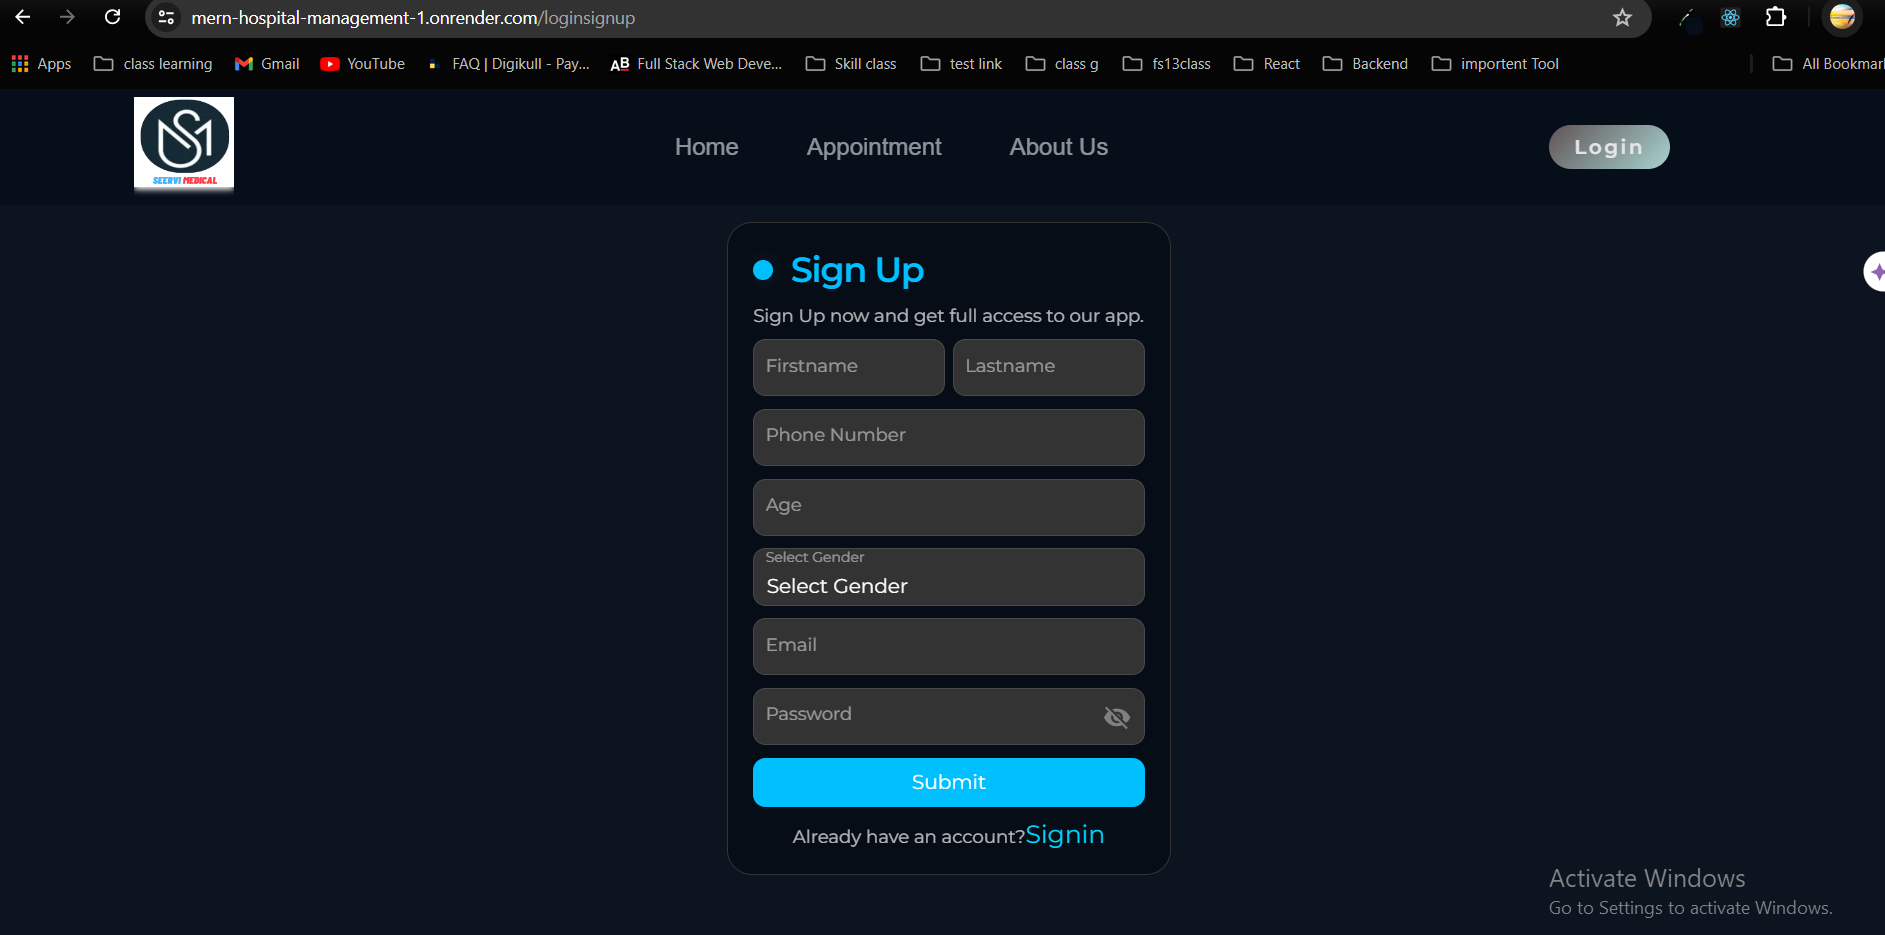 mern-hospital-management-1.onrender.com/loginsignup
Apps class learning Gmail YouTube FAQ | Digikull - Pay... AB Full Stack Web Deve... Skill class test link class g fs13class React Backend importent Tool All Bookmar
SM
SEERVI MEDICAL
Home Appointment About Us Login
Sign Up
Sign Up now and get full access to our app.
Firstname Lastname
Phone Number
Age
Select Gender
Select Gender
Email
Password
Submit
Already have an account?Signin
Activate Windows
Go to Settings to activate Windows.